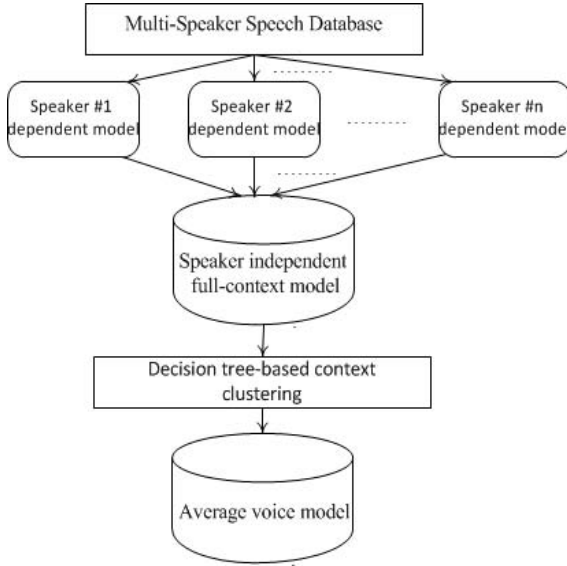 Multi-Speaker Speech Database
Speaker #1
dependent model
Speaker #2
dependent model
Speaker #n
dependent model
Speaker independent
full-context model
Decision tree-based context
clustering
Average voice model